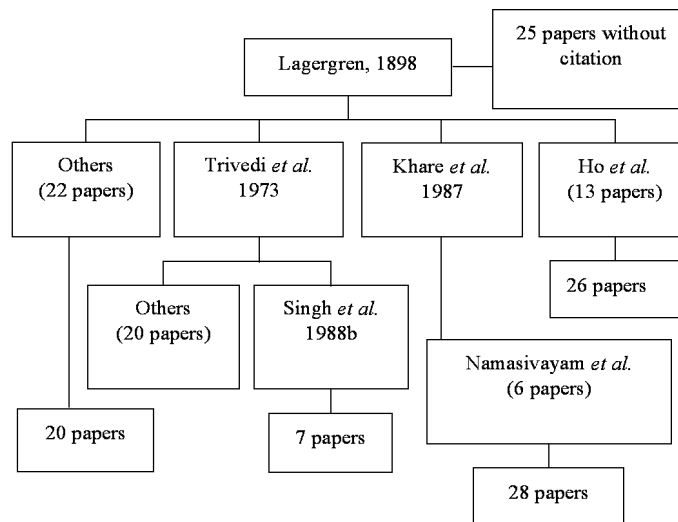 25 papers without
citation
Lagergren, 1898
Others
(22 papers)
Trivedi et al.
1973
Khare et al.
1987
Ho et al.
(13 papers)
Others
(20 papers)
Singh et al.
1988b
26 papers
Namasivayam et al.
(6 papers)
20 papers
7 papers
28 papers